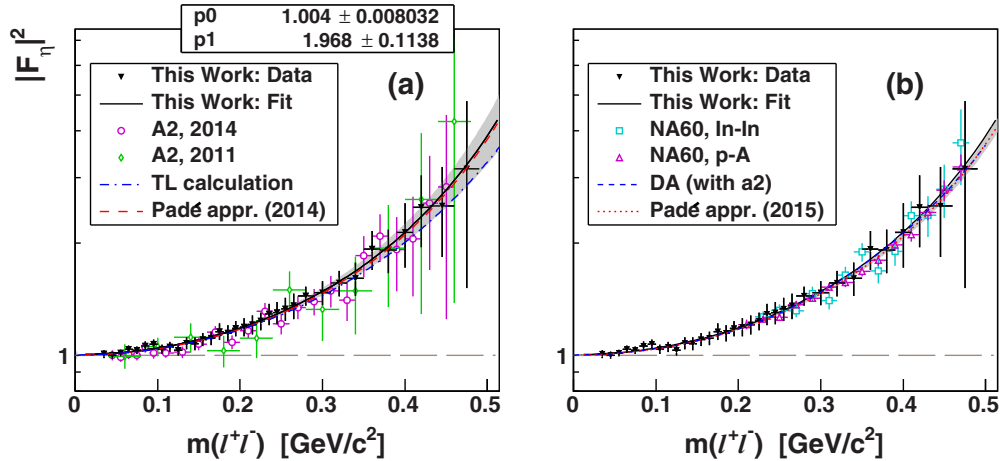 p0 1.004 ± 0.008032
p1 1.968 ± 0.1138
|F_η|²
(a)
This Work: Data
This Work: Fit
A2, 2014
A2, 2011
TL calculation
Padé appr. (2014)
1
0 0.1 0.2 0.3 0.4 0.5
m(l⁺l⁻) [GeV/c²]
(b)
This Work: Data
This Work: Fit
NA60, In-In
NA60, p-A
DA (with a2)
Padé appr. (2015)
1
0 0.1 0.2 0.3 0.4 0.5
m(l⁺l⁻) [GeV/c²]